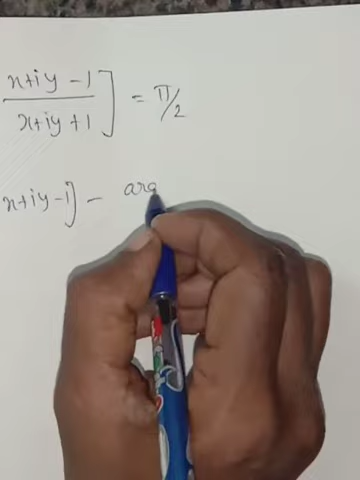 x+iy-1/x+iy+1] = π/2
x+iy-1] - arg